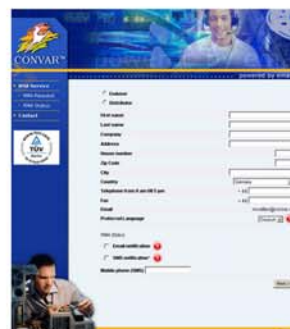 CONVAR™
powered by
RMA Service
RMA Request
RMA Status
Contact
TÜV
Enduser
Distributor
First name
Last name
Company
Address
House number
Zip Code
City
Country
Germany
Telephone from 8 am till 5 pm
Fax
Email
Preferred Language
RMA Status
Email notification
SMS notification*
Mobile phone (SMS)